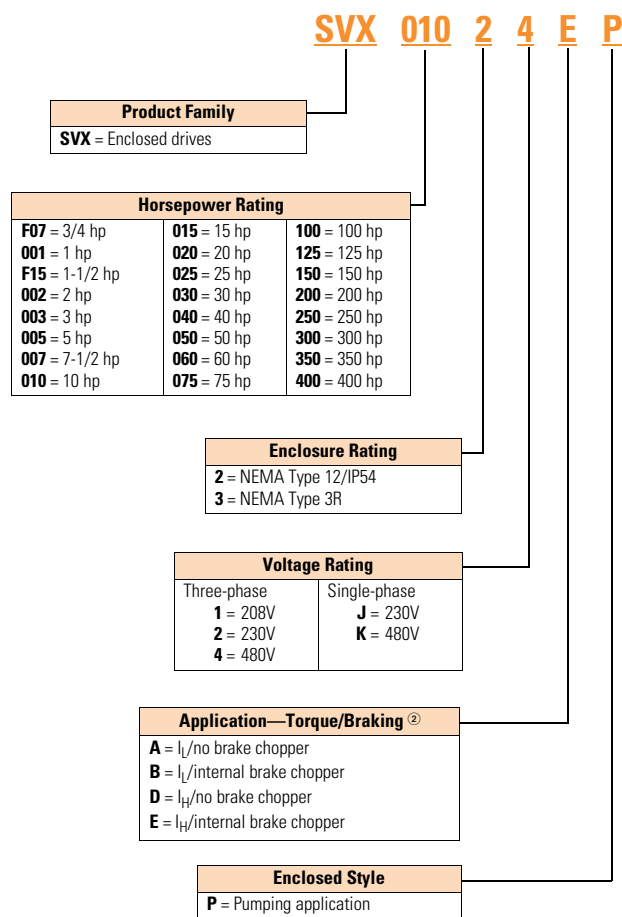 SVX 010 2 4 E P
Product Family
SVX = Enclosed drives
Horsepower Rating
F07 = 3/4 hp
001 = 1 hp
F15 = 1-1/2 hp
002 = 2 hp
003 = 3 hp
005 = 5 hp
007 = 7-1/2 hp
010 = 10 hp
015 = 15 hp
020 = 20 hp
025 = 25 hp
030 = 30 hp
040 = 40 hp
050 = 50 hp
060 = 60 hp
075 = 75 hp
100 = 100 hp
125 = 125 hp
150 = 150 hp
200 = 200 hp
250 = 250 hp
300 = 300 hp
350 = 350 hp
400 = 400 hp
Enclosure Rating
2 = NEMA Type 12/IP54
3 = NEMA Type 3R
Voltage Rating
Three-phase
1 = 208V
2 = 230V
4 = 480V
Single-phase
J = 230V
K = 480V
Application—Torque/Braking ②
A = IL/no brake chopper
B = IL/internal brake chopper
D = IH/no brake chopper
E = IH/internal brake chopper
Enclosed Style
P = Pumping application